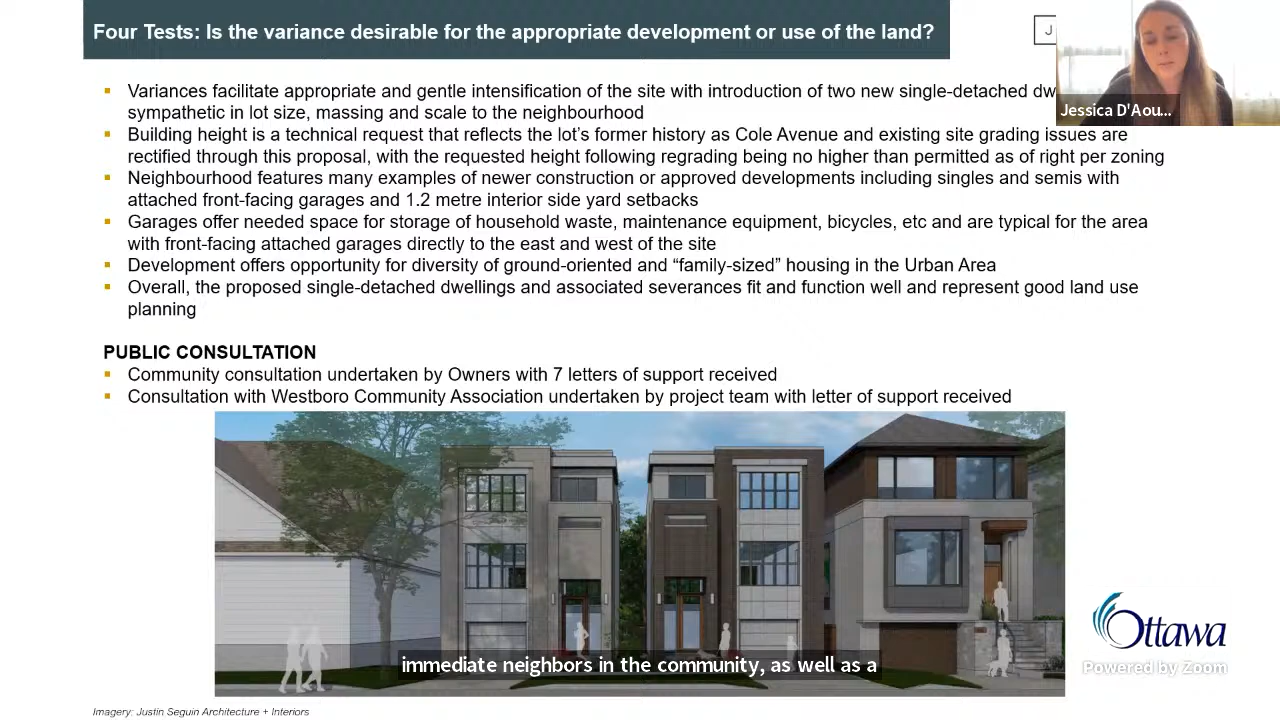 Four Tests: Is the variance desirable for the appropriate development or use of the land?
J
Jessica D'Aou...
▪ Variances facilitate appropriate and gentle intensification of the site with introduction of two new single-detached dw
sympathetic in lot size, massing and scale to the neighbourhood
▪ Building height is a technical request that reflects the lot's former history as Cole Avenue and existing site grading issues are
rectified through this proposal, with the requested height following regrading being no higher than permitted as of right per zoning
▪ Neighbourhood features many examples of newer construction or approved developments including singles and semis with
attached front-facing garages and 1.2 metre interior side yard setbacks
▪ Garages offer needed space for storage of household waste, maintenance equipment, bicycles, etc and are typical for the area
with front-facing attached garages directly to the east and west of the site
▪ Development offers opportunity for diversity of ground-oriented and “family-sized” housing in the Urban Area
▪ Overall, the proposed single-detached dwellings and associated severances fit and function well and represent good land use
planning
PUBLIC CONSULTATION
▪ Community consultation undertaken by Owners with 7 letters of support received
▪ Consultation with Westboro Community Association undertaken by project team with letter of support received
Ottawa
immediate neighbors in the community, as well as a
Powered by Zoom
Imagery: Justin Seguin Architecture + Interiors